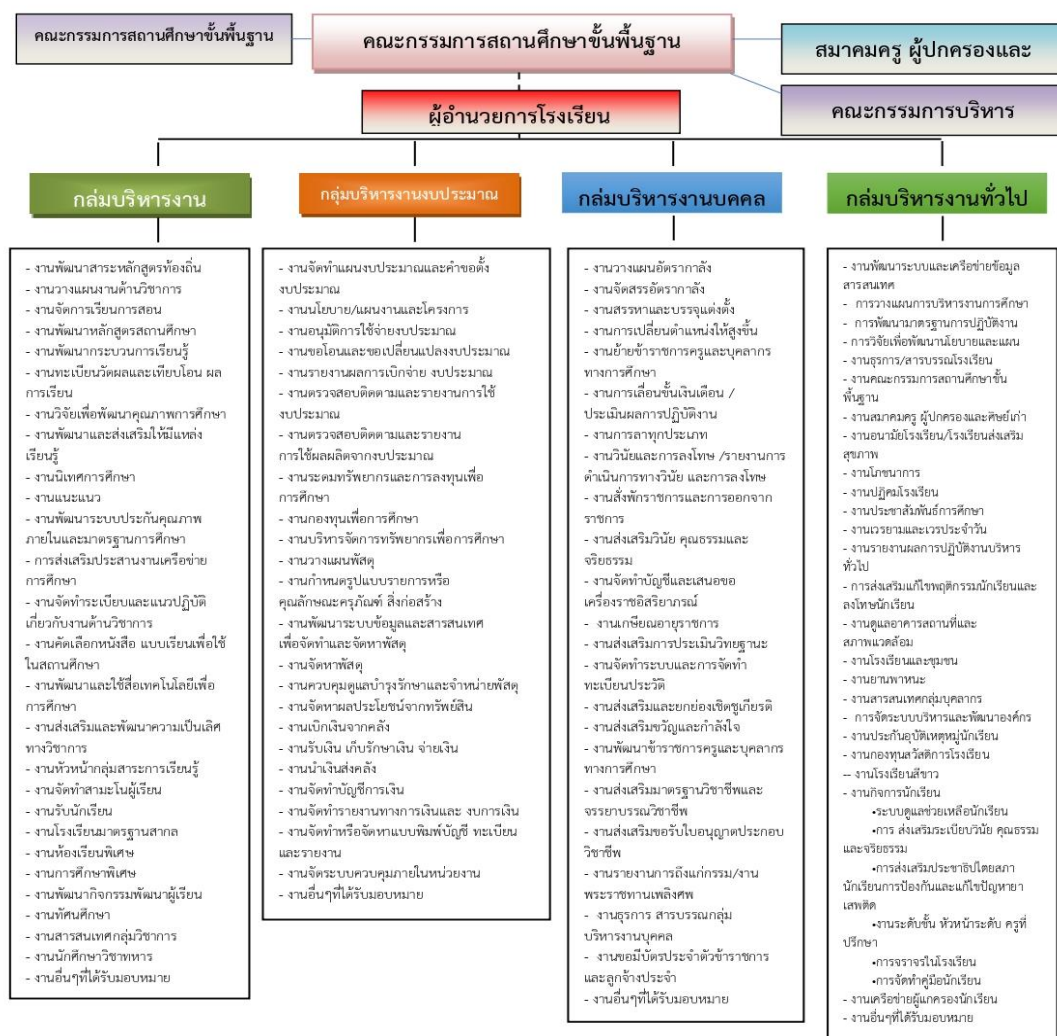 คณะกรรมการสถานศึกษาขั้นพื้นฐาน
คณะกรรมการสถานศึกษาขั้นพื้นฐาน
สมาคมครู ผู้ปกครองและ
คณะกรรมการบริหาร
ผู้อำนวยการโรงเรียน
กลุ่มบริหารงาน
- งานพัฒนาสาระหลักสูตรท้องถิ่น
- งานวางแผนงานด้านวิชาการ
- งานจัดการเรียนการสอน
- งานพัฒนาหลักสูตรสถานศึกษา
- งานพัฒนากระบวนการเรียนรู้
- งานทะเบียนวัดผลและเทียบโอน ผล
การเรียน
- งานวิจัยเพื่อพัฒนาคุณภาพการศึกษา
- งานพัฒนาและส่งเสริมให้มีแหล่ง
เรียนรู้
- งานนิเทศการศึกษา
- งานแนะแนว
- งานพัฒนาระบบประกันคุณภาพ
ภายในและมาตรฐานการศึกษา
- การส่งเสริมประสานงานเครือข่าย
การศึกษา
- งานจัดทำระเบียบและแนวปฏิบัติ
เกี่ยวกับงานด้านวิชาการ
- งานคัดเลือกหนังสือ แบบเรียนเพื่อใช้
ในสถานศึกษา
- งานพัฒนาและใช้สื่อเทคโนโลยีเพื่อ
การศึกษา
- งานส่งเสริมและพัฒนาความเป็นเลิศ
ทางวิชาการ
- งานหัวหน้ากลุ่มสาระการเรียนรู้
- งานจัดทำสามะโนผู้เรียน
- งานรับนักเรียน
- งานโรงเรียนมาตรฐานสากล
- งานห้องเรียนพิเศษ
- งานการศึกษาพิเศษ
- งานพัฒนากิจกรรมพัฒนาผู้เรียน
- งานทัศนศึกษา
- งานสารสนเทศกลุ่มวิชาการ
- งานนักศึกษาวิชาทหาร
- งานอื่นๆที่ได้รับมอบหมาย
กลุ่มบริหารงานงบประมาณ
- งานจัดทำแผนงบประมาณและคำขอตั้ง
งบประมาณ
- งานนโยบาย/แผนงานและโครงการ
- งานอนุมัติการใช้จ่ายงบประมาณ
- งานขอโอนและขอเปลี่ยนแปลงงบประมาณ
- งานรายงานผลการเบิกจ่าย งบประมาณ
- งานตรวจสอบติดตามและรายงานการใช้
งบประมาณ
- งานตรวจสอบติดตามและรายงาน
การใช้ผลผลิตจากงบประมาณ
- งานระดมทรัพยากรและการลงทุนเพื่อ
การศึกษา
- งานกองทุนเพื่อการศึกษา
- งานบริหารจัดการทรัพยากรเพื่อการศึกษา
- งานวางแผนพัสดุ
- งานกำหนดรูปแบบรายการหรือ
คุณลักษณะครุภัณฑ์ สิ่งก่อสร้าง
- งานพัฒนาระบบข้อมูลและสารสนเทศ
เพื่อจัดทำและจัดหาพัสดุ
- งานจัดหาพัสดุ
- งานควบคุมดูแลบำรุงรักษาและจำหน่ายพัสดุ
- งานจัดหาผลประโยชน์จากทรัพย์สิน
- งานเบิกเงินจากคลัง
- งานรับเงิน เก็บรักษาเงิน จ่ายเงิน
- งานนำเงินส่งคลัง
- งานจัดทำบัญชีการเงิน
- งานจัดทำรายงานทางการเงินและ งบการเงิน
- งานจัดทำหรือจัดหาแบบพิมพ์บัญชี ทะเบียน
และรายงาน
- งานจัดระบบควบคุมภายในหน่วยงาน
- งานอื่นๆที่ได้รับมอบหมาย
กลุ่มบริหารงานบุคคล
- งานวางแผนอัตรากาลัง
- งานจัดสรรอัตรากาลัง
- งานสรรหาและบรรจุแต่งตั้ง
- งานการเปลี่ยนตำแหน่งให้สูงขึ้น
- งานย้ายข้าราชการครูและบุคลากร
ทางการศึกษา
- งานการเลื่อนขั้นเงินเดือน /
ประเมินผลการปฏิบัติงาน
- งานการลาทุกประเภท
- งานวินัยและการลงโทษ /รายงานการ
ดำเนินการทางวินัย และการลงโทษ
- งานสั่งพักราชการและการออกจาก
ราชการ
- งานส่งเสริมวินัย คุณธรรมและ
จริยธรรม
- งานจัดทำบัญชีและเสนอขอ
เครื่องราชอิสริยาภรณ์
- งานเกษียณอายุราชการ
- งานส่งเสริมการประเมินวิทยฐานะ
- งานจัดทำระบบและการจัดทำ
ทะเบียนประวัติ
- งานส่งเสริมและยกย่องเชิดชูเกียรติ
- งานส่งเสริมขวัญและกำลังใจ
- งานพัฒนาข้าราชการครูและบุคลากร
ทางการศึกษา
- งานส่งเสริมมาตรฐานวิชาชีพและ
จรรยาบรรณวิชาชีพ
- งานส่งเสริมขอรับใบอนุญาตประกอบ
วิชาชีพ
- งานรายงานการถึงแก่กรรม/งาน
พระราชทานเพลิงศพ
- งานธุรการ สารบรรณกลุ่ม
บริหารงานบุคคล
- งานขอมีบัตรประจำตัวข้าราชการ
และลูกจ้างประจำ
- งานอื่นๆที่ได้รับมอบหมาย
กลุ่มบริหารงานทั่วไป
- งานพัฒนาระบบและเครือข่ายข้อมูล
สารสนเทศ
- การวางแผนการบริหารงานการศึกษา
- การพัฒนามาตรฐานการปฏิบัติงาน
- การวิจัยเพื่อพัฒนานโยบายและแผน
- งานธุรการ/สารบรรณโรงเรียน
- งานคณะกรรมการสถานศึกษาขั้น
พื้นฐาน
- งานสมาคมครู ผู้ปกครองและศิษย์เก่า
- งานอนามัยโรงเรียน/โรงเรียนส่งเสริม
สุขภาพ
- งานโภชนาการ
- งานปฏิคมโรงเรียน
- งานประชาสัมพันธ์การศึกษา
- งานเวรยามและเวรประจำวัน
- งานรายงานผลการปฏิบัติงานบริหาร
ทั่วไป
- การส่งเสริมแก้ไขพฤติกรรมนักเรียนและ
ลงโทษนักเรียน
- งานดูแลอาคารสถานที่และ
สภาพแวดล้อม
- งานโรงเรียนและชุมชน
- งานยานพาหนะ
- งานสารสนเทศกลุ่มบุคลากร
- การจัดระบบบริหารและพัฒนาองค์กร
- งานประกันอุบัติเหตุหมู่นักเรียน
- งานกองทุนสวัสดิการโรงเรียน
-- งานโรงเรียนสีขาว
- งานกิจการนักเรียน
•ระบบดูแลช่วยเหลือนักเรียน
•การ ส่งเสริมระเบียบวินัย คุณธรรม
และจริยธรรม
•การส่งเสริมประชาธิปไตยสภา
นักเรียนการป้องกันและแก้ไขปัญหายา
เสพติด
•งานระดับชั้น หัวหน้าระดับ ครูที่
ปรึกษา
•การจราจรในโรงเรียน
•การจัดทำคู่มือนักเรียน
- งานเครือข่ายผู้แกครองนักเรียน
- งานอื่นๆที่ได้รับมอบหมาย